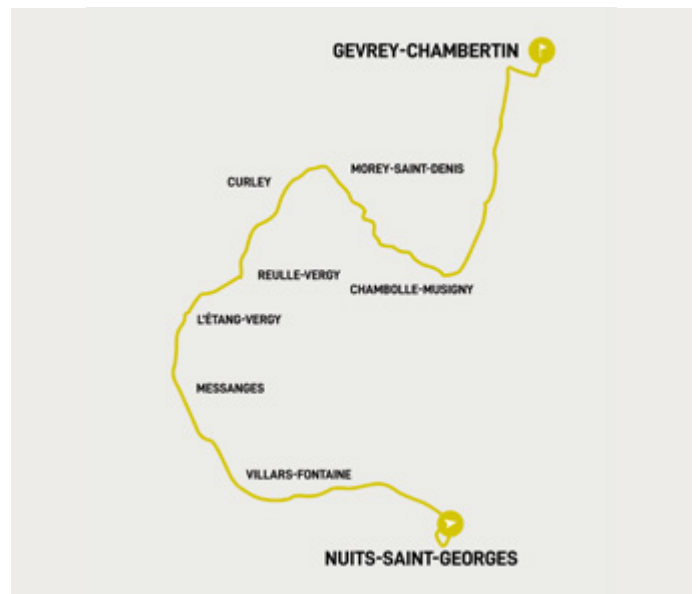 GEVREY-CHAMBERTIN
MOREY-SAINT-DENIS
CURLEY
REULLE-VERGY
CHAMBOLLE-MUSIGNY
L'ÉTANG-VERGY
MESSANGES
VILLARS-FONTAINE
NUITS-SAINT-GEORGES